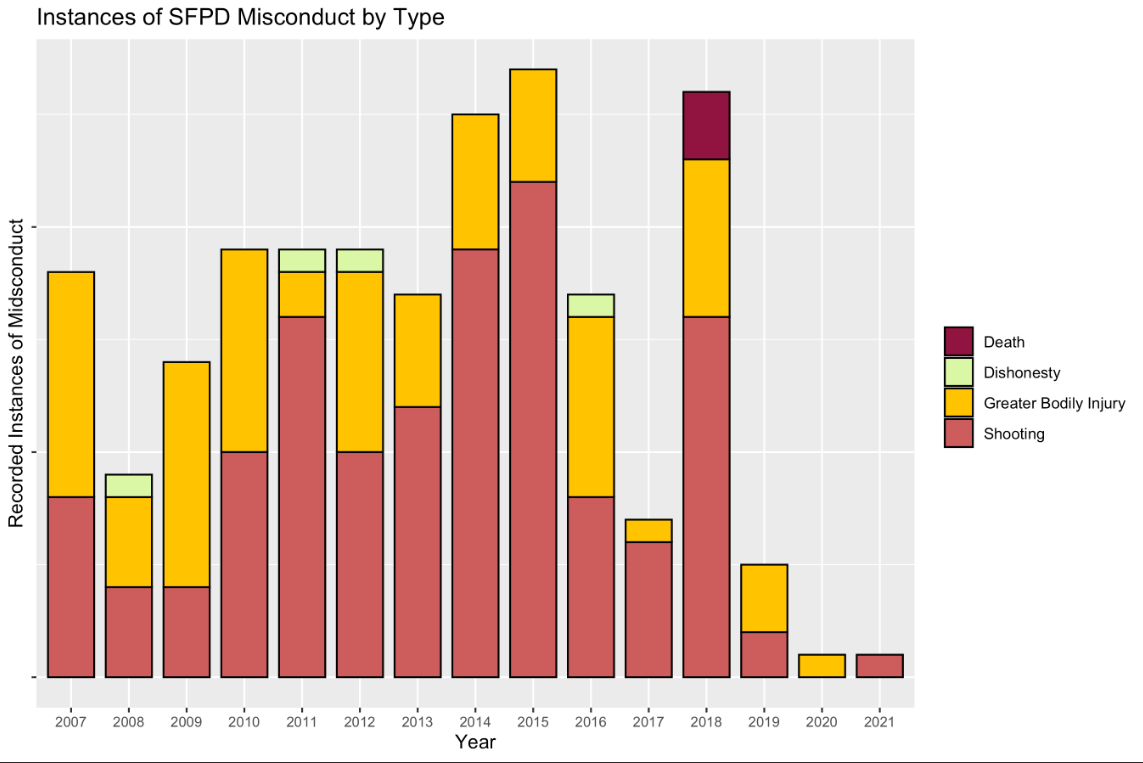 Instances of SFPD Misconduct by Type
Recorded Instances of Midsconduct
Death
Dishonesty
Greater Bodily Injury
Shooting
2007 2008 2009 2010 2011 2012 2013 2014 2015 2016 2017 2018 2019 2020 2021
Year